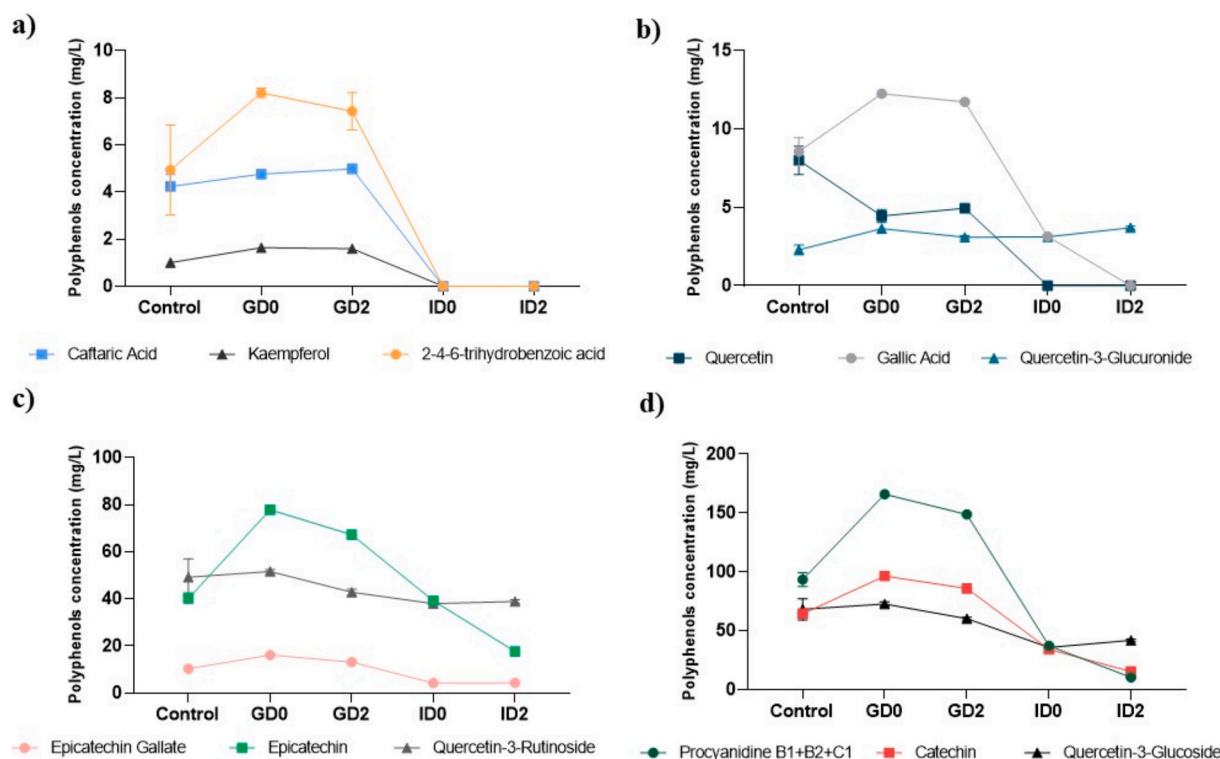 a)
Polyphenols concentration (mg/L)
10
8
6
4
2
0
Control GD0 GD2 ID0 ID2
Caftaric Acid Kaempferol 2-4-6-trihydrobenzoic acid
b)
Polyphenols concentration (mg/L)
15
10
5
0
Control GD0 GD2 ID0 ID2
Quercetin Gallic Acid Quercetin-3-Glucuronide
c)
Polyphenols concentration (mg/L)
100
80
60
40
20
0
Control GD0 GD2 ID0 ID2
Epicatechin Gallate Epicatechin Quercetin-3-Rutinoside
d)
Polyphenols concentration (mg/L)
200
150
100
50
0
Control GD0 GD2 ID0 ID2
Procyanidine B1+B2+C1 Catechin Quercetin-3-Glucoside